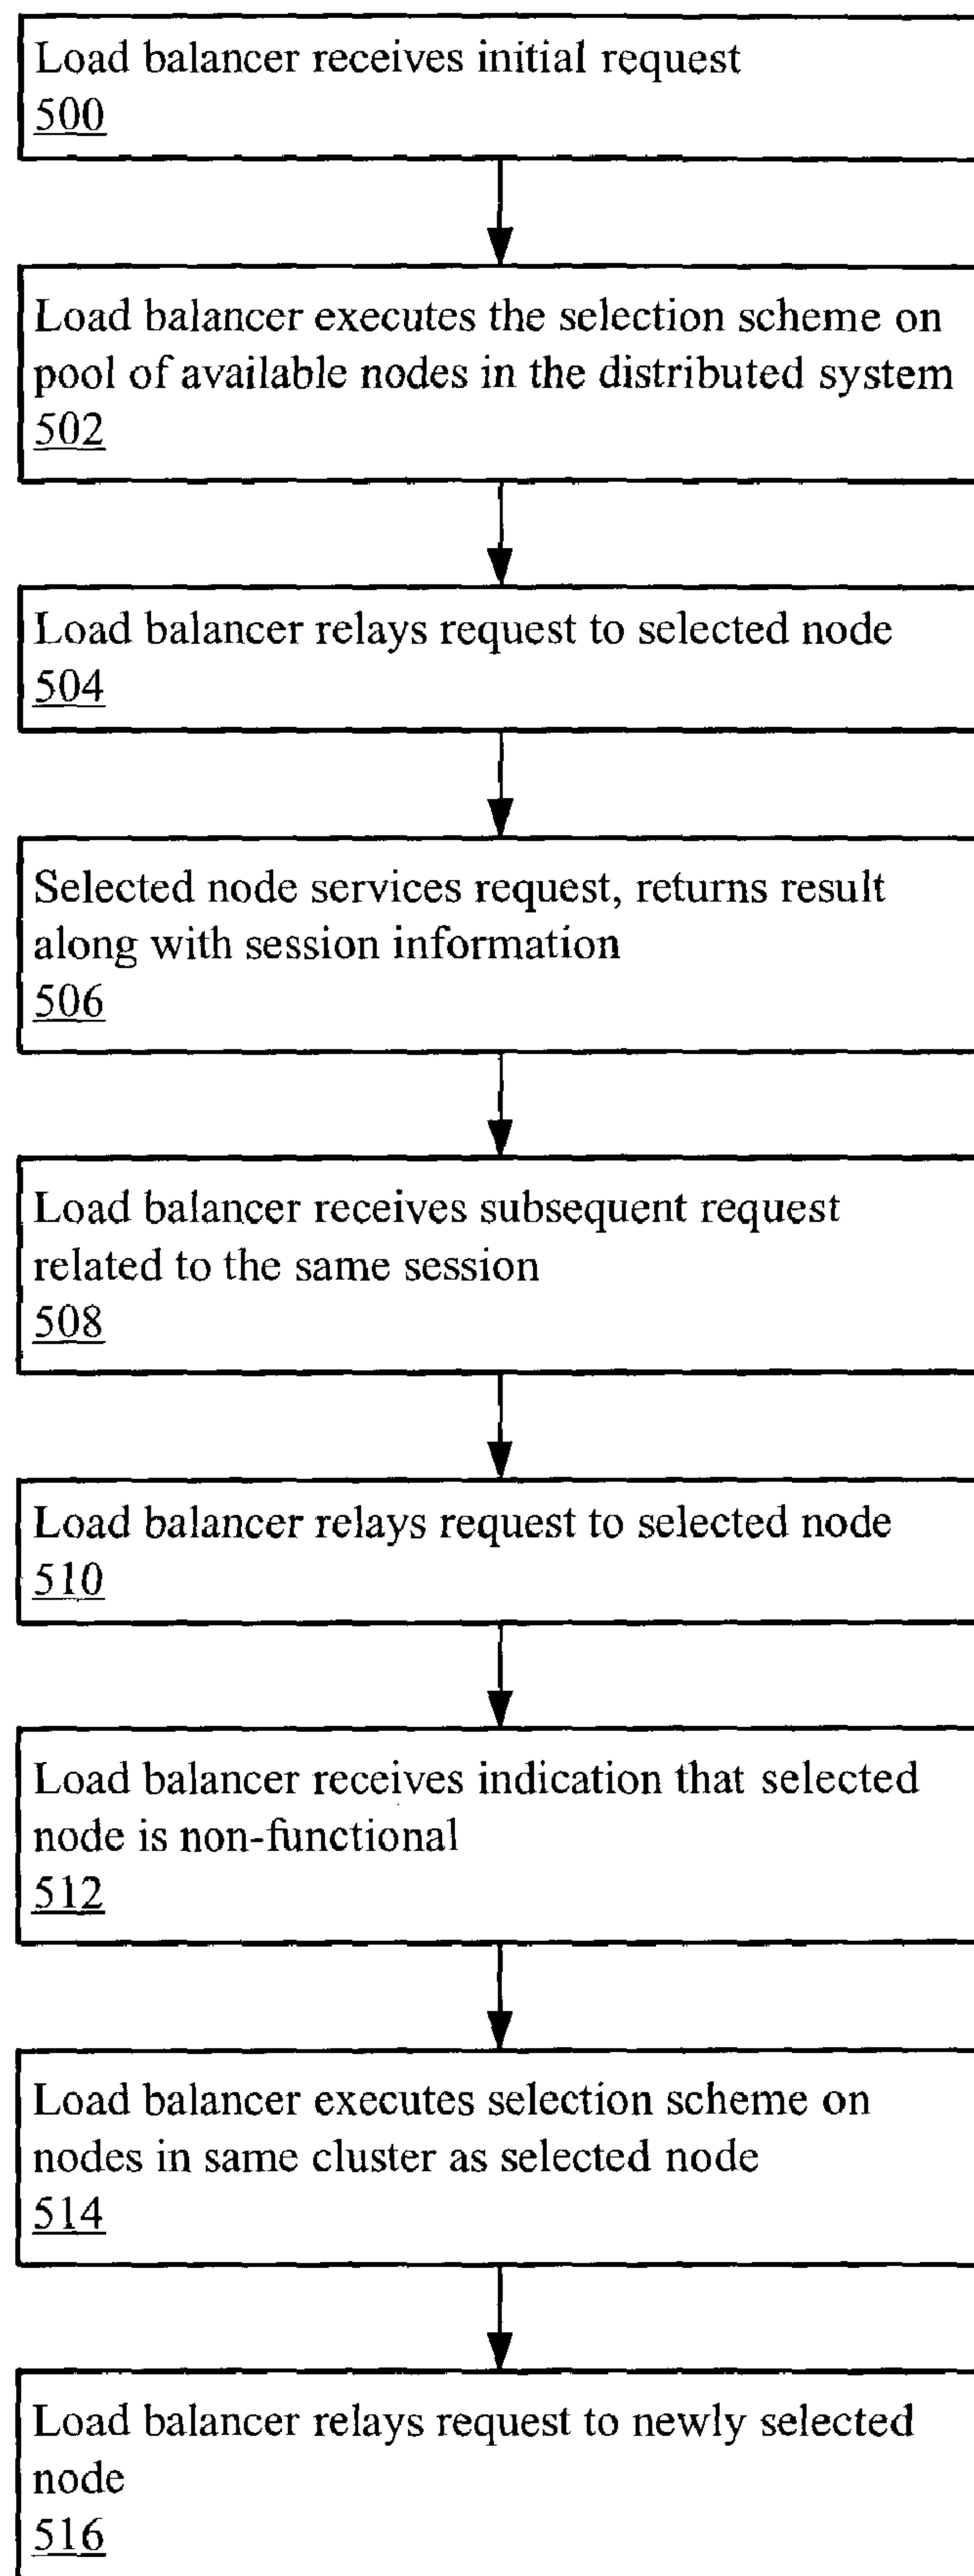 Load balancer receives initial request
500
Load balancer executes the selection scheme on
pool of available nodes in the distributed system
502
Load balancer relays request to selected node
504
Selected node services request, returns result
along with session information
506
Load balancer receives subsequent request
related to the same session
508
Load balancer relays request to selected node
510
Load balancer receives indication that selected
node is non-functional
512
Load balancer executes selection scheme on
nodes in same cluster as selected node
514
Load balancer relays request to newly selected
node
516